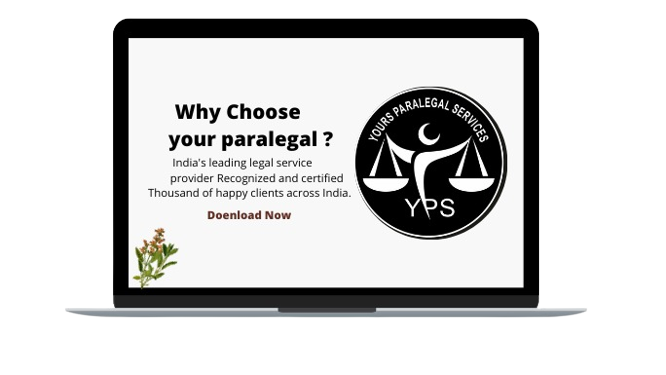 Why Choose
your paralegal ?
India's leading legal service
provider Recognized and certified
Thousand of happy clients across India.
Doenload Now
YOURS PARALEGAL SERVICES
YPS